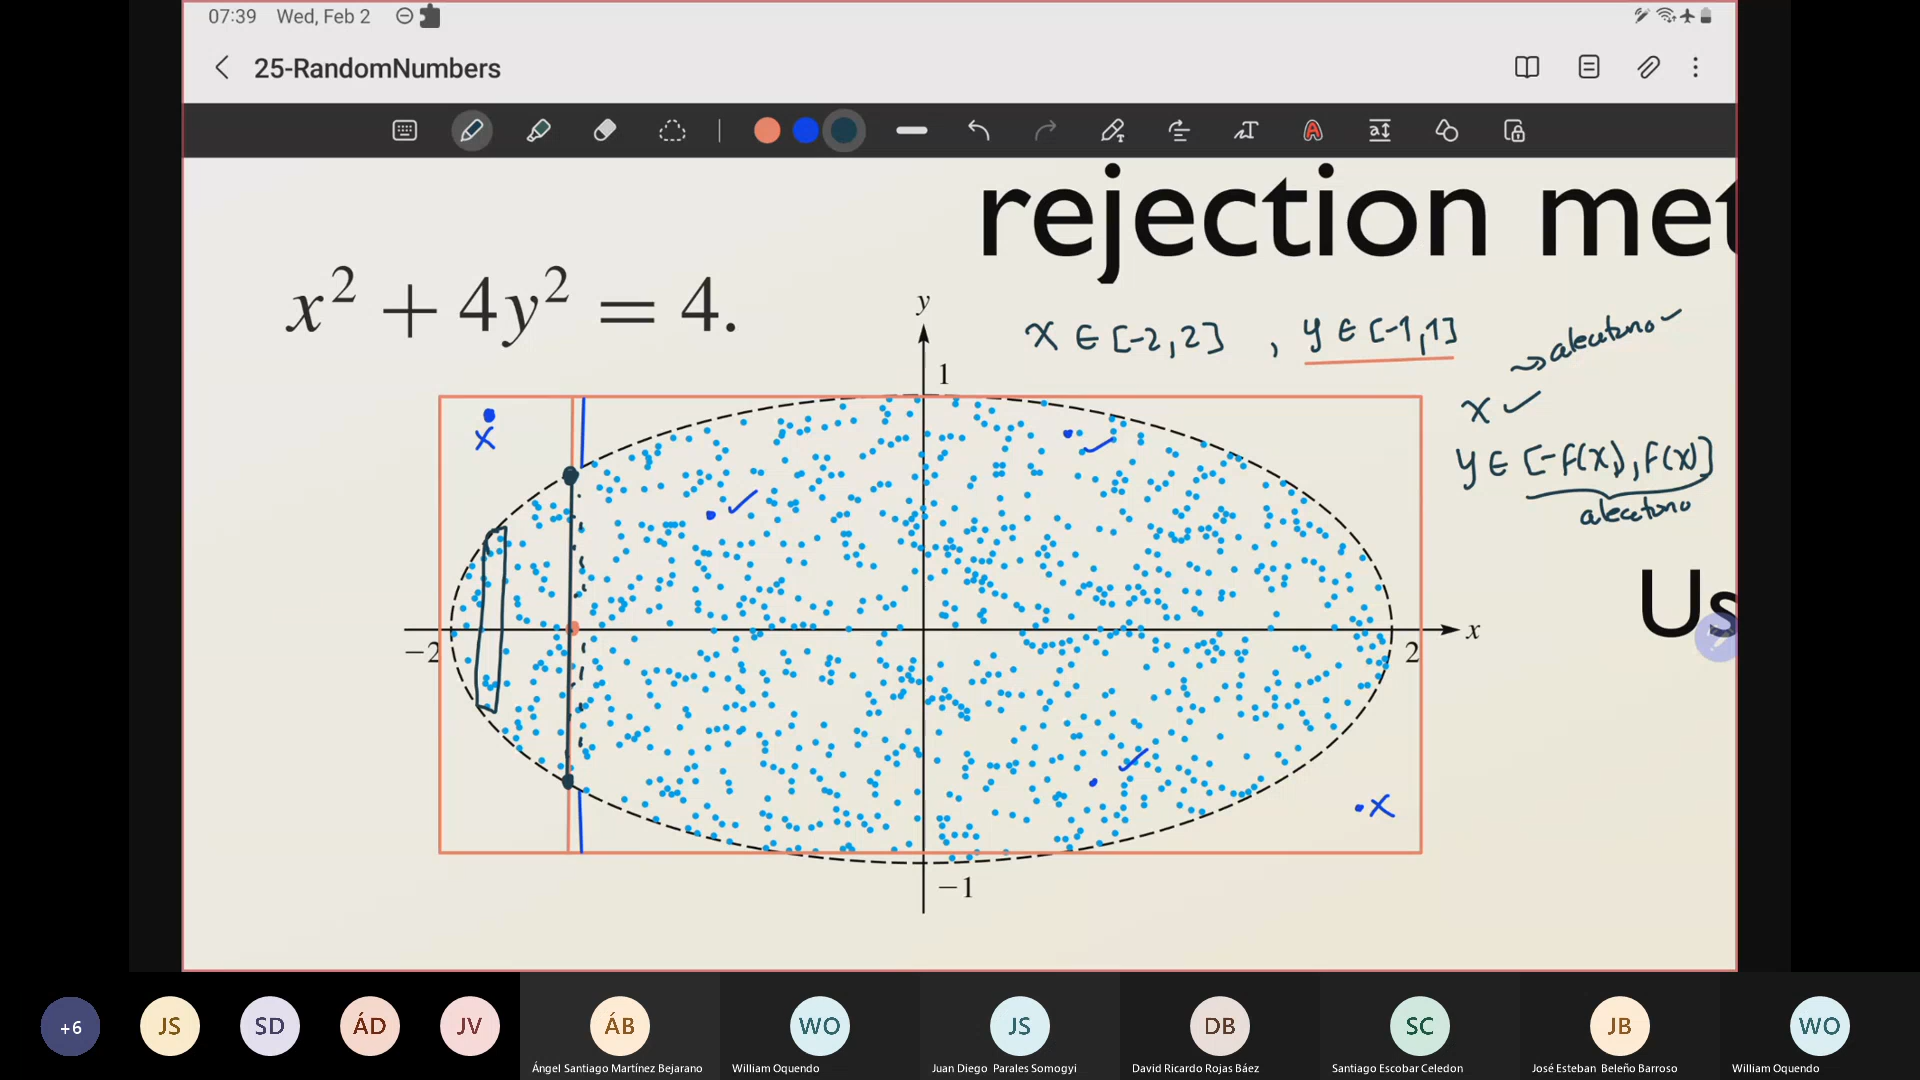 07:39 Wed, Feb 2
25-RandomNumbers
rejection met
x² + 4y² = 4.
x ∈ [-2,2] , y ∈ [-1,1]
→ aleatorio ✓
x ✓
y ∈ [-f(x), f(x)]
aleatorio
y
1
x
✓
✓
Us
x
-2
2
✓
x
-1
+6
JS
SD
ÁD
JV
ÁB
WO
JS
DB
SC
JB
WO
Ángel Santiago Martínez Bejarano
William Oquendo
Juan Diego Parales Somogyi
David Ricardo Rojas Báez
Santiago Escobar Celedon
José Esteban Beleño Barroso
William Oquendo